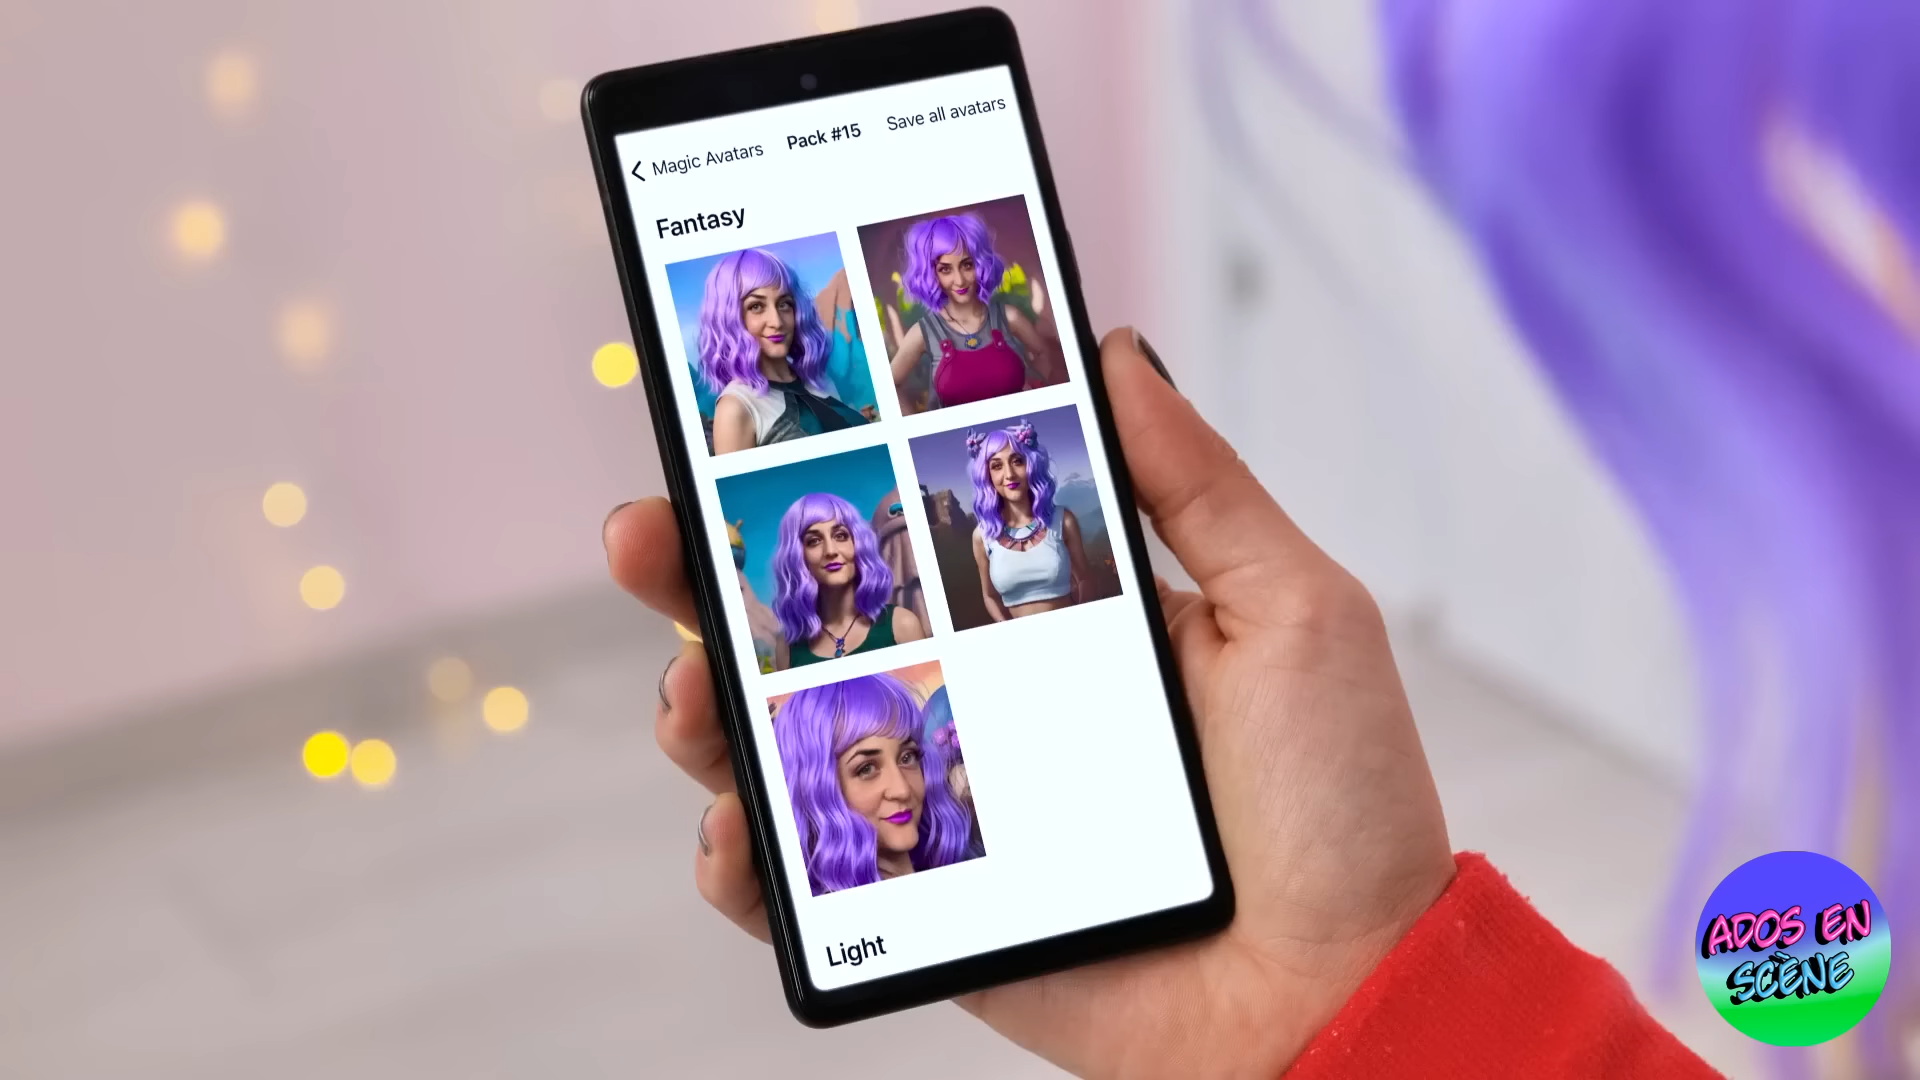 Magic Avatars
Pack #15
Save all avatars
Fantasy
Light
ADOS EN
SCÈNE